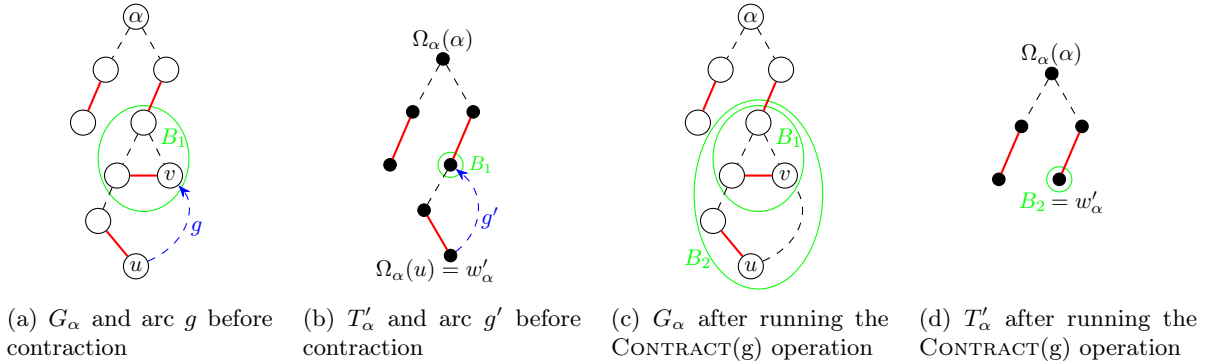 α
B₁
v
g
u
Ωα(α)
B₁
g′
Ωα(u) = w′α
α
B₁
v
B₂
u
Ωα(α)
B₂ = w′α
(a) Gα and arc g before
contraction
(b) T′α and arc g′ before
contraction
(c) Gα after running the
CONTRACT(g) operation
(d) T′α after running the
CONTRACT(g) operation